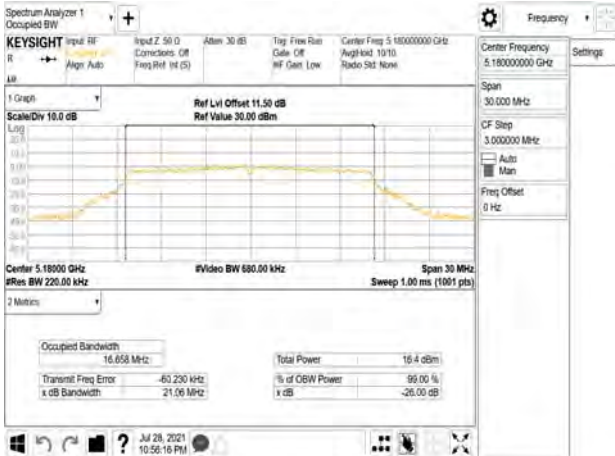 Spectrum Analyzer 1
Occupied BW
+
Frequency
KEYSIGHT Input: RF
Input Z: 50 Ω
Atten: 30 dB
Trig: Free Run
Center Freq: 5.180000000 GHz
R
Corrections: Off
Gate: Off
Avg|Hold: 10/10
Align: Auto
Freq Ref: Int (S)
#IF Gain: Low
Radio Std: None
Center Frequency
5.180000000 GHz
Settings
Span
30.000 MHz
CF Step
3.000000 MHz
Auto
Man
Freq Offset
0 Hz
1 Graph
Ref Lvl Offset 11.50 dB
Scale/Div 10.0 dB
Ref Value 30.00 dBm
Log
Center 5.18000 GHz
#Video BW 680.00 kHz
Span 30 MHz
#Res BW 220.00 kHz
Sweep 1.00 ms (1001 pts)
2 Metrics
Occupied Bandwidth
16.658 MHz
Total Power
18.4 dBm
Transmit Freq Error
-60.230 kHz
% of OBW Power
99.00 %
x dB Bandwidth
21.06 MHz
x dB
-26.00 dB
?
Jul 28, 2021
10:56:16 PM